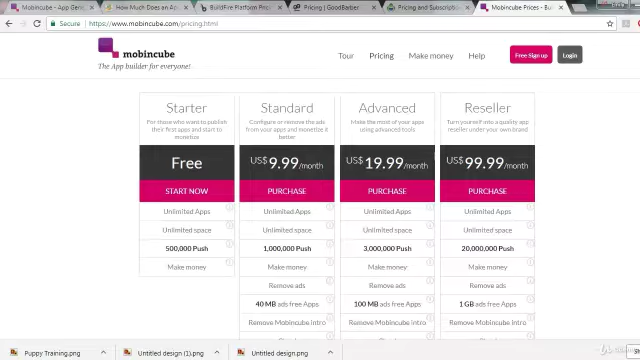 Mobincube - App Gener
How Much Does an Ap
BuildFire Platform Prep
Pricing | GoodBarber
Pricing and Subscription
Mobincube Prices - Bu
Secure
https://www.mobincube.com/pricing.html
mobincube
The App builder for everyone!
Tour
Pricing
Make money
Help
Free Sign up
Login
Starter
For those who want to publish
their first apps and start to
monetize
Free
START NOW
Unlimited Apps
Unlimited space
500,000 Push
Make money
Standard
Configure or remove the ads
from your apps and monetize it
better
US$ 9.99/month
PURCHASE
Unlimited Apps
Unlimited space
1,000,000 Push
Make money
Remove ads
40 MB ads free Apps
Remove Mobincube Intro
Advanced
Make the most of your apps
using advanced tools
US$ 19.99/month
PURCHASE
Unlimited Apps
Unlimited space
3,000,000 Push
Make money
Remove ads
100 MB ads free Apps
Remove Mobincube Intro
Reseller
Turn yourself into a quality app
reseller under your own brand
US$ 99.99/month
PURCHASE
Unlimited Apps
Unlimited space
20,000,000 Push
Make money
Remove ads
1 GB ads free Apps
Remove Mobincube Intro
Puppy Training.png
Untitled design (1).png
Untitled design.png